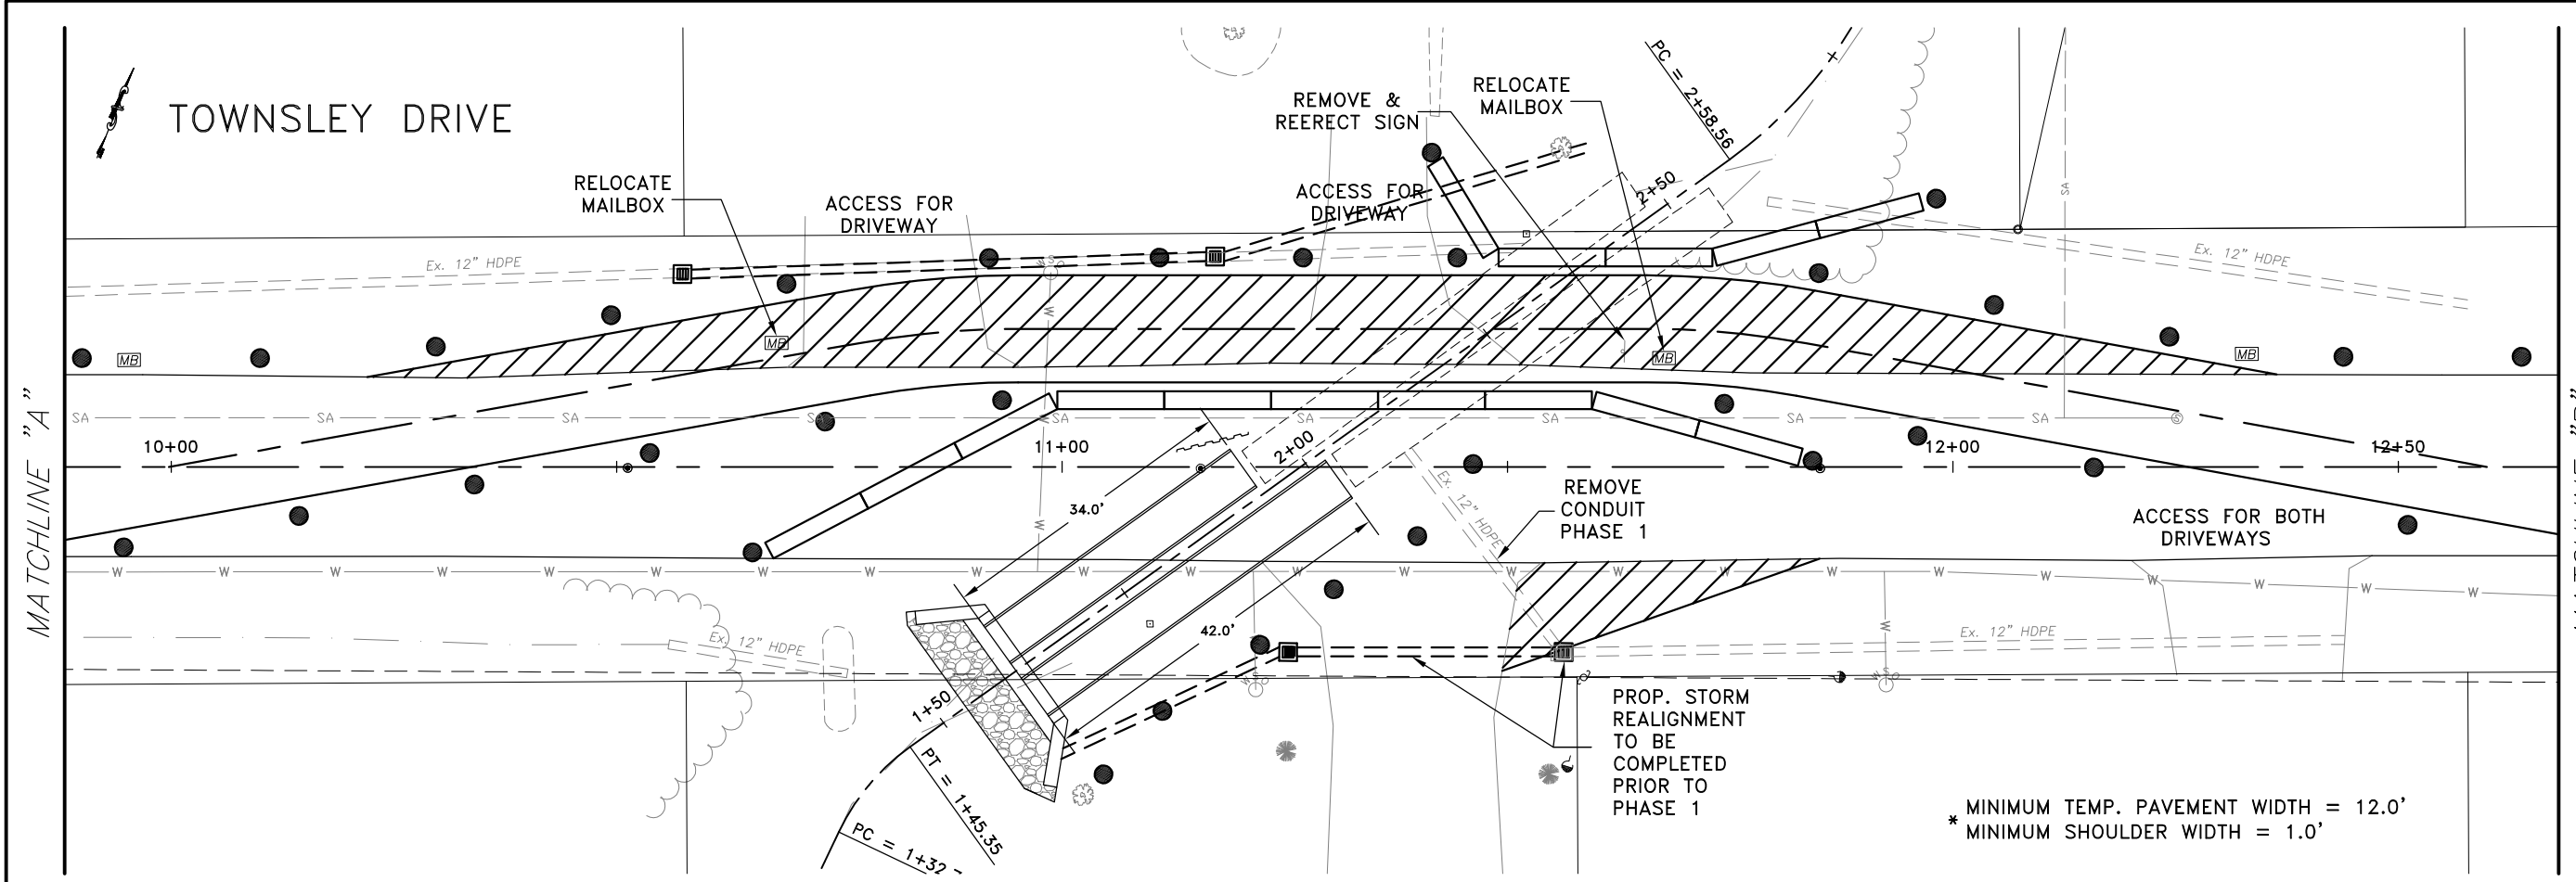 TOWNSLEY DRIVE
RELOCATE
MAILBOX
ACCESS FOR
DRIVEWAY
REMOVE &
REERECT SIGN
RELOCATE
MAILBOX
ACCESS FOR
DRIVEWAY
PC = 2+58.56
2+50
SA
Ex. 12" HDPE
Ex. 12" HDPE
W S O
W
MB
MB
MB
MB
MATCHLINE "A"
SA SA SA SA SA SA SA SA
10+00
11+00
2+00
12+00
12+50
34.0'
Ex. 12" HDPE
REMOVE
CONDUIT
PHASE 1
ACCESS FOR BOTH
DRIVEWAYS
W W W W W W W W W W W W W W W W W W W W W W W
W
W
Ex. 12" HDPE
42.0'
Ex. 12" HDPE
W S O
W S O
1+50
PT = 1+45.35
PC = 1+32
PROP. STORM
REALIGNMENT
TO BE
COMPLETED
PRIOR TO
PHASE 1
* MINIMUM TEMP. PAVEMENT WIDTH = 12.0'
MINIMUM SHOULDER WIDTH = 1.0'